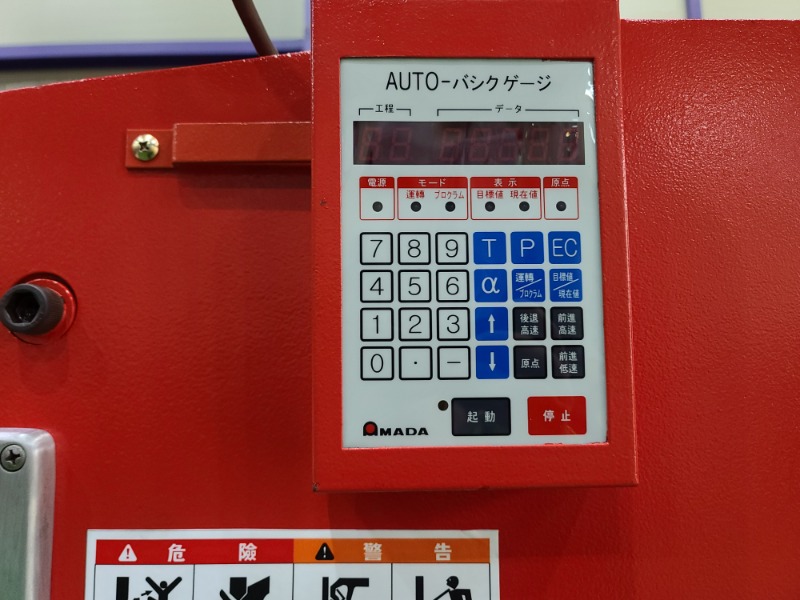 AUTO-バシクゲージ
工程 データ
電源 モード 表示 原点
運轉 プログラム 目標値 現在値
7 8 9 T P EC
4 5 6 α 運轉/プログラム 目標値/現在値
1 2 3 ↑ 後退高速 前進高速
0 · - ↓ 原点 前進低速
AMADA 起動 停止
危險 警告